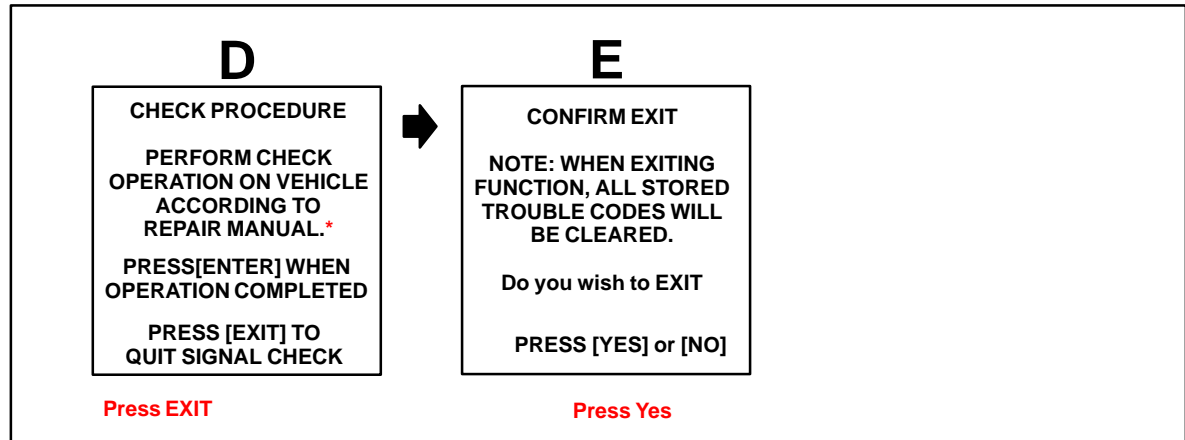 D
CHECK PROCEDURE
PERFORM CHECK
OPERATION ON VEHICLE
ACCORDING TO
REPAIR MANUAL.*
PRESS[ENTER] WHEN
OPERATION COMPLETED
PRESS [EXIT] TO
QUIT SIGNAL CHECK
Press EXIT
E
CONFIRM EXIT
NOTE: WHEN EXITING
FUNCTION, ALL STORED
TROUBLE CODES WILL
BE CLEARED.
Do you wish to EXIT
PRESS [YES] or [NO]
Press Yes